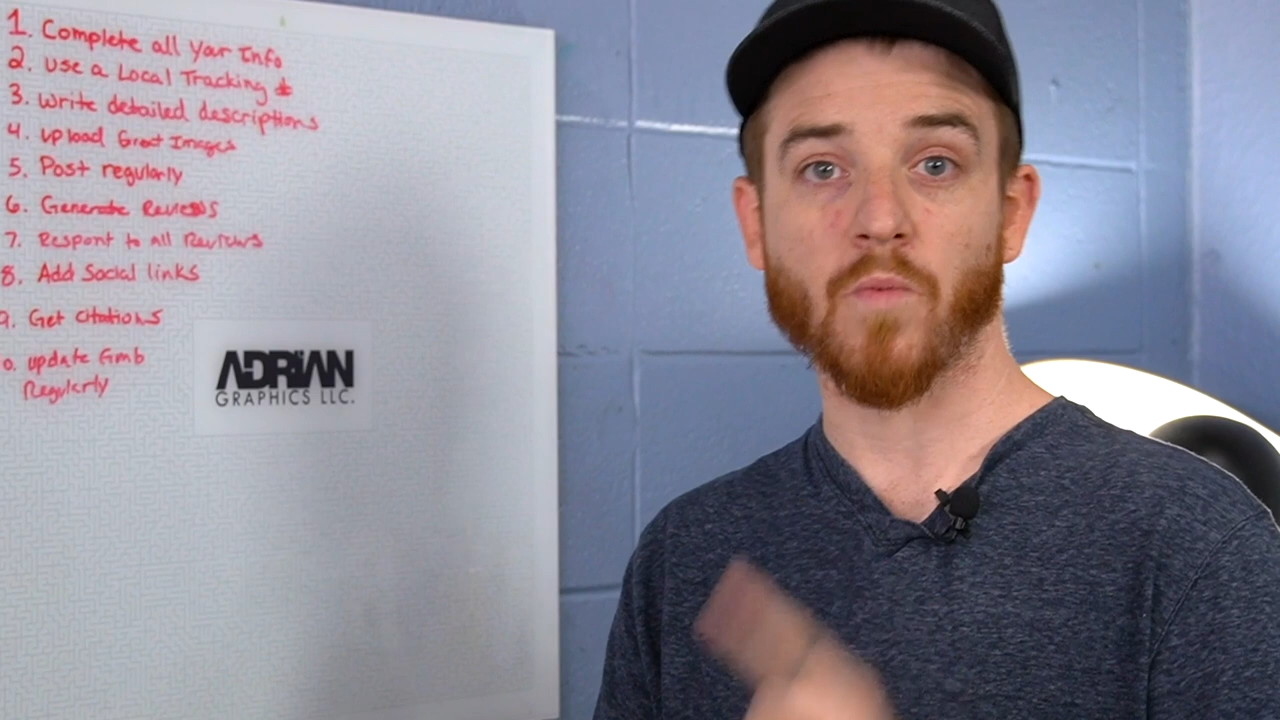 1. Complete all Your Info
2. Use a Local Tracking #
3. Write detailed descriptions
4. Upload Great Images
5. Post regularly
6. Generate Reviews
7. Respont to all Reviews
8. Add Social links
9. Get Citations
0. Update Gmb
Regularly
ADRIAN
GRAPHICS LLC.